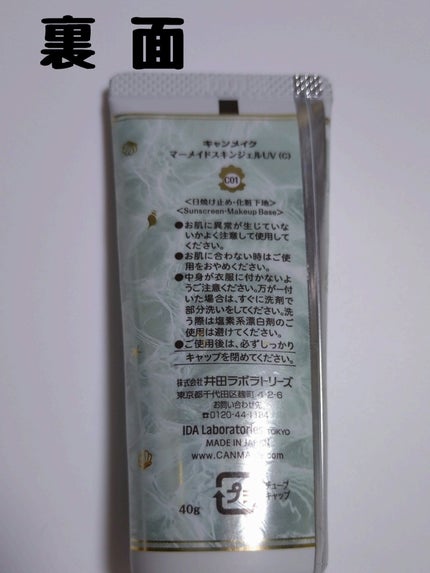 裏面
キャンメイク
マーメイドスキンジェルUV (C)
C01
<日焼け止め・化粧下地>
<Sunscreen・Makeup Base>
●お肌に異常が生じていな
いかよく注意して使用して
ください。
●お肌に合わない時はご使
用をおやめください。
●中身が衣服に付かないよ
うご注意ください。万が一付
いた場合は、すぐに洗剤で
部分洗いをしてください。洗
う際は塩素系漂白剤のご
使用は避けてください。
●ご使用後は、必ずしっかり
キャップを閉めてください。
株式会社 井田ラボラトリーズ
東京都千代田区麹町4-2-6
お問い合わせ先
IDA Laboratories TOKYO
MADE IN JAPAN
プラ
チューブ
キャップ
40g